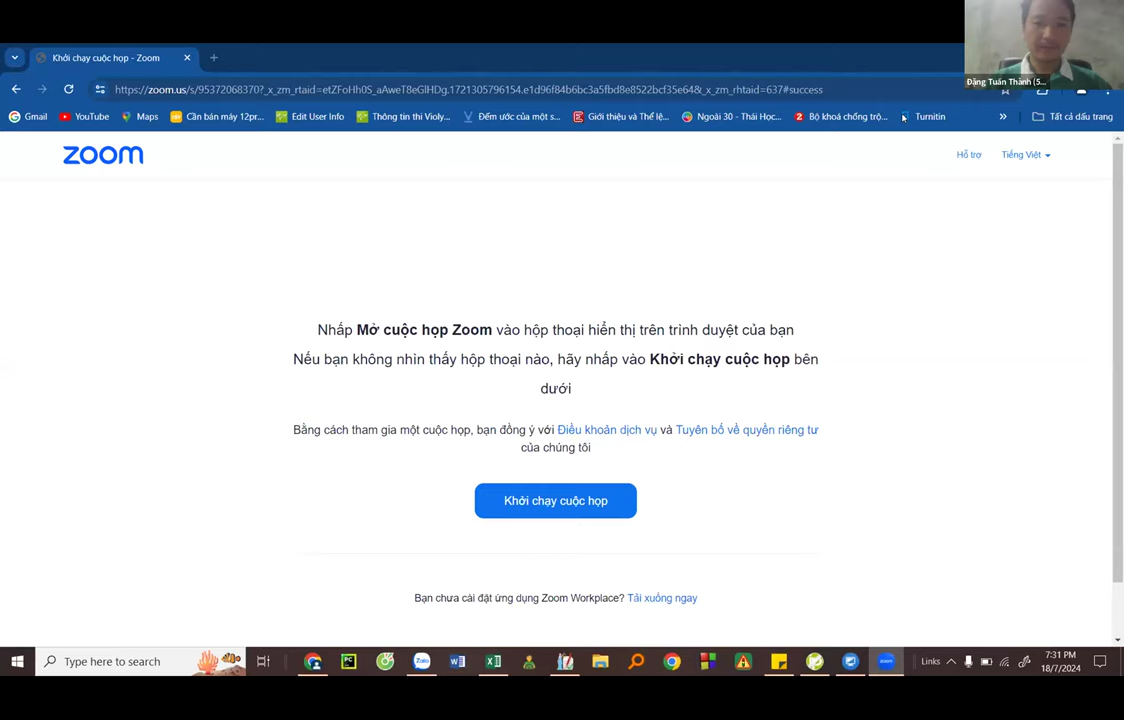 Khởi chạy cuộc họp - Zoom
https://zoom.us/s/95372068370?_x_zm_rtaid=etZFoHh0S_aAweT8eGlHDg.1721305796154.e1d96f84b6bc3a5fbd8e8522bcf35e64&_x_zm_rhtaid=637#success
Đặng Tuấn Thành (5...
Gmail YouTube Maps Cần bán máy 12pr... Edit User Info Thông tin thi Violy... Đếm ước của một s... Giới thiệu và Thể lệ... Ngoài 30 - Thái Học... Bộ khoá chống trộ... Turnitin » Tất cả dấu trang
zoom
Hỗ trợ Tiếng Việt
Nhấp Mở cuộc họp Zoom vào hộp thoại hiển thị trên trình duyệt của bạn
Nếu bạn không nhìn thấy hộp thoại nào, hãy nhấp vào Khởi chạy cuộc họp bên
dưới
Bằng cách tham gia một cuộc họp, bạn đồng ý với Điều khoản dịch vụ và Tuyên bố về quyền riêng tư
của chúng tôi
Khởi chạy cuộc họp
Bạn chưa cài đặt ứng dụng Zoom Workplace? Tải xuống ngay
Type here to search
PC
Zalo
zoom
Links
7:31 PM
18/7/2024